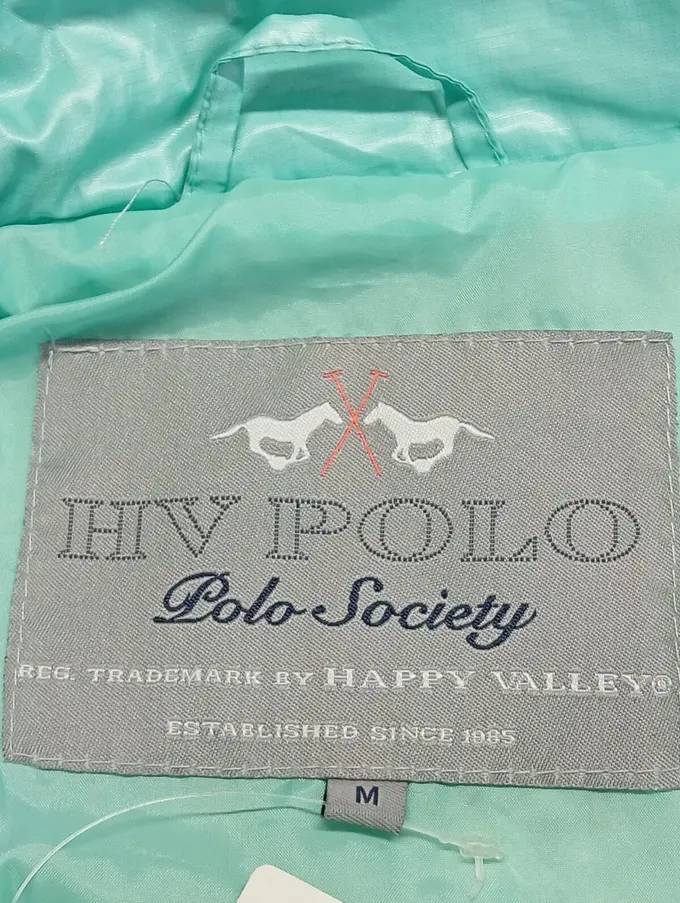 HV POLO
Polo Society
REG. TRADEMARK BY HAPPY VALLEY®
ESTABLISHED SINCE 1985
M